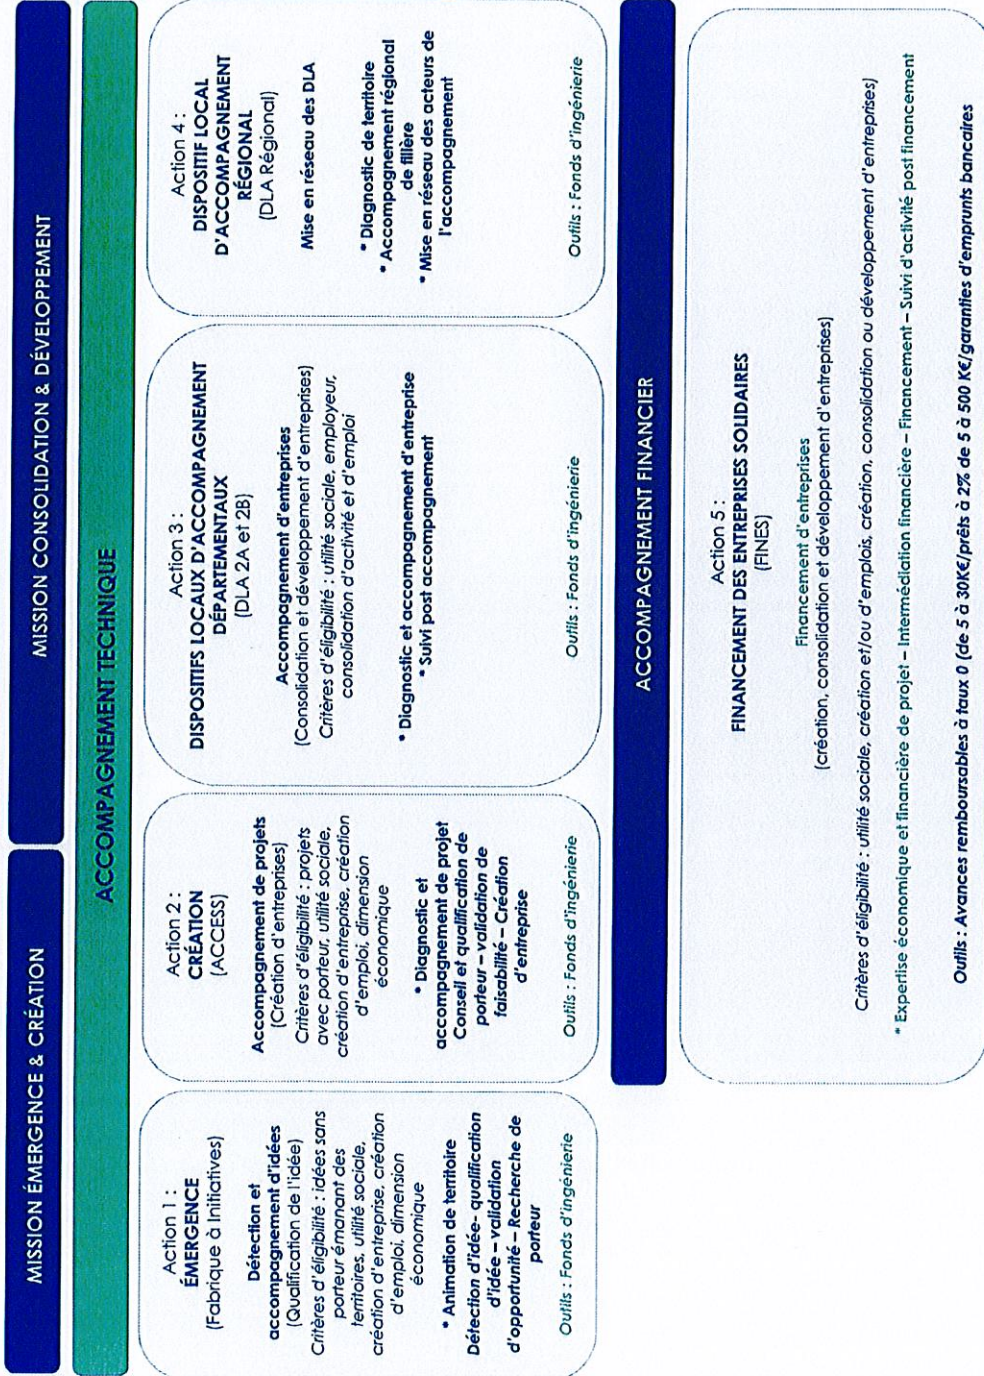 MISSION ÉMERGENCE & CRÉATION
MISSION CONSOLIDATION & DÉVELOPPEMENT
ACCOMPAGNEMENT TECHNIQUE
Action 1 :
ÉMERGENCE
(Fabrique à Initiatives)
Détection et
accompagnement d'idées
(Qualification de l'idée)
Critères d'éligibilité : idées sans
porteur émanant des
territoires, utilité sociale,
création d'entreprise, création
d'emploi, dimension
économique
* Animation de territoire
Détection d'idée- qualification
d'idée – validation
d'opportunité – Recherche de
porteur
Outils : Fonds d'ingénierie
Action 2 :
CRÉATION
(ACCESS)
Accompagnement de projets
(Création d'entreprises)
Critères d'éligibilité : projets
avec porteur, utilité sociale,
création d'entreprise, création
d'emploi, dimension
économique
* Diagnostic et
accompagnement de projet
Conseil et qualification de
porteur – validation de
faisabilité – Création
d'entreprise
Outils : Fonds d'ingénierie
Action 3 :
DISPOSITIFS LOCAUX D'ACCOMPAGNEMENT
DÉPARTEMENTAUX
(DLA 2A et 2B)
Accompagnement d'entreprises
(Consolidation et développement d'entreprises)
Critères d'éligibilité : utilité sociale, employeur,
consolidation d'activité et d'emploi
* Diagnostic et accompagnement d'entreprise
* Suivi post accompagnement
Outils : Fonds d'ingénierie
Action 4 :
DISPOSITIF LOCAL
D'ACCOMPAGNEMENT
RÉGIONAL
(DLA Régional)
Mise en réseau des DLA
* Diagnostic de territoire
* Accompagnement régional
de filière
* Mise en réseau des acteurs de
l'accompagnement
Outils : Fonds d'ingénierie
ACCOMPAGNEMENT FINANCIER
Action 5 :
FINANCEMENT DES ENTREPRISES SOLIDAIRES
(FINES)
Financement d'entreprises
(création, consolidation et développement d'entreprises)
Critères d'éligibilité : utilité sociale, création et/ou d'emplois, création, consolidation ou développement d'entreprises)
* Expertise économique et financière de projet – Intermédiation financière – Financement – Suivi d'activité post financement
Outils : Avances remboursables à taux 0 (de 5 à 30K€/prêts à 2% de 5 à 500 K€/garanties d'emprunts bancaires